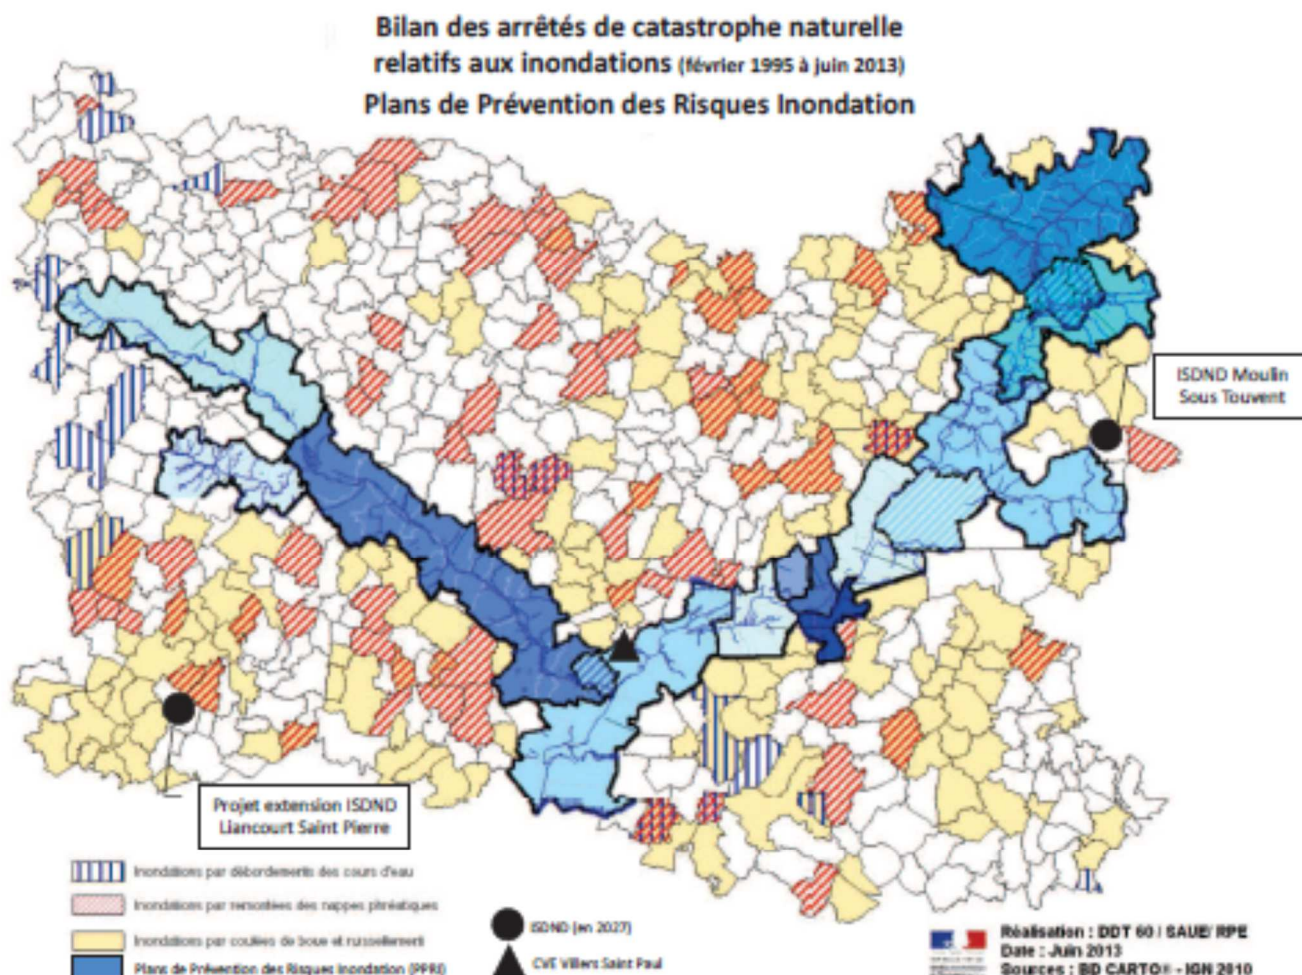 Bilan des arrêtés de catastrophe naturelle
relatifs aux inondations (février 1995 à juin 2013)
Plans de Prévention des Risques Inondation
ISDND Moulin
Sous Touvent
Projet extension ISDND
Liancourt Saint Pierre
Inondations par débordements des cours d'eau
Inondations par remontées des nappes phréatiques
Inondations par coulées de boue et ruissellement
Plans de Prévention des Risques Inondation (PPRI)
ISDND (en 2027)
CVE Villers Saint Paul
Réalisation : DDT 60 / SAUE/ RPE
Date : Juin 2013
Sources : BD CARTO® - IGN 2010